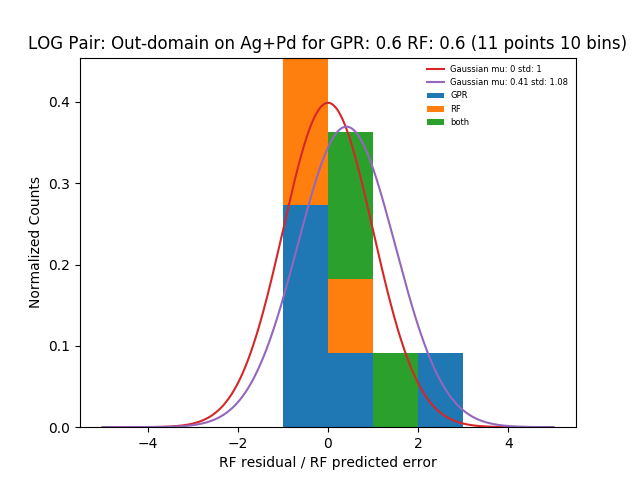 LOG Pair: Out-domain on Ag+Pd for GPR: 0.6 RF: 0.6 (11 points 10 bins)
Gaussian mu: 0 std: 1
Gaussian mu: 0.41 std: 1.08
GPR
RF
both
Normalized Counts
0.4
0.3
0.2
0.1
0.0
−4
−2
0
2
4
RF residual / RF predicted error